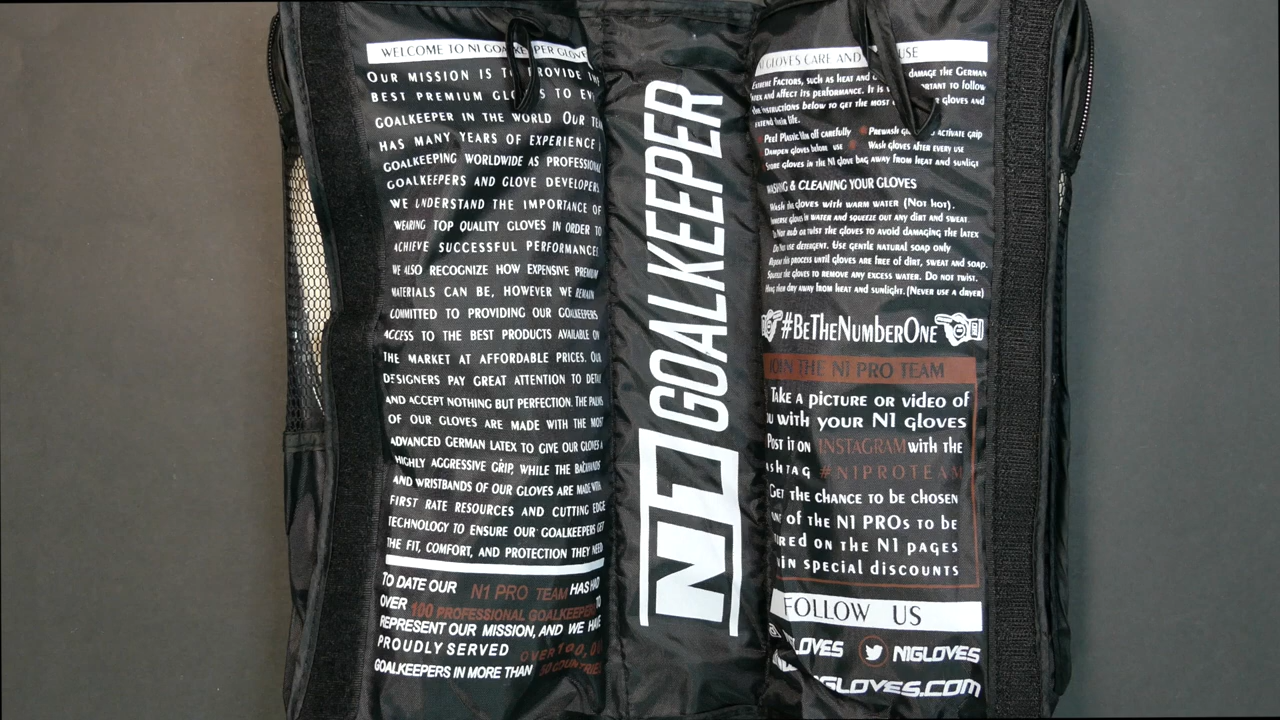 WELCOME TO N1 GOALKEEPER GLOVES
OUR MISSION IS TO PROVIDE THE
BEST PREMIUM GLOVES TO EV
GOALKEEPER IN THE WORLD OUR TEA
HAS MANY YEARS OF EXPERIENCE I
GOALKEEPING WORLDWIDE AS PROFESSIONAL
GOALKEEPERS AND GLOVE DEVELOPERS
WE UNDERSTAND THE IMPORTANCE OF
WEARING TOP QUALITY GLOVES IN ORDER TO
ACHIEVE SUCCESSFUL PERFORMANCES
WE ALSO RECOGNIZE HOW EXPENSIVE PREMIUM
MATERIALS CAN BE, HOWEVER WE REMAIN
COMMITTED TO PROVIDING OUR GOALKEEPERS
ACCESS TO THE BEST PRODUCTS AVAILABLE ON
THE MARKET AT AFFORDABLE PRICES. OUR
DESIGNERS PAY GREAT ATTENTION TO DETAI
AND ACCEPT NOTHING BUT PERFECTION. THE PALMS
OF OUR GLOVES ARE MADE WITH THE MOST
ADVANCED GERMAN LATEX TO GIVE OUR GLOVES A
HIGHLY AGGRESSIVE GRIP, WHILE THE BACKHANDS
AND WRISTBANDS OF OUR GLOVES ARE MADE WITH
FIRST RATE RESOURCES AND CUTTING EDGE
TECHNOLOGY TO ENSURE OUR GOALKEEPERS GET
THE FIT, COMFORT, AND PROTECTION THEY NEED
TO DATE OUR N1 PRO TEAM HAS HAD
OVER 100 PROFESSIONAL GOALKEEPERS TO
REPRESENT OUR MISSION, AND WE HAVE
PROUDLY SERVED OVER 100,00
GOALKEEPERS IN MORE THAN 50 COUNTRIES
N1 GOALKEEPER
N1 GLOVES CARE AND USE
EXTREME FACTORS, SUCH AS HEAT AND DAMAGE THE GERMAN
LATEX AND AFFECT ITS PERFORMANCE. IT IS IMPORTANT TO FOLLOW
THE INSTRUCTIONS BELOW TO GET THE MOST GLOVES AND
EXTEND THEIR LIFE.
PEEL PLASTIC FILM OFF CAREFULLY PREWASH GLOVES TO ACTIVATE GRIP
DAMPEN GLOVES BEFORE USE WASH GLOVES AFTER EVERY USE
STORE GLOVES IN THE N1 GLOVE BAG AWAY FROM HEAT AND SUNLIGHT
WASHING & CLEANING YOUR GLOVES
WASH THE GLOVES WITH WARM WATER (NOT HOT).
IMMERSE GLOVES IN WATER AND SQUEEZE OUT ANY DIRT AND SWEAT.
DO NOT RUB OR TWIST THE GLOVES TO AVOID DAMAGING THE LATEX
DO NOT USE DETERGENT. USE GENTLE NATURAL SOAP ONLY
REPEAT THIS PROCESS UNTIL GLOVES ARE FREE OF DIRT, SWEAT AND SOAP.
SQUEEZE THE GLOVES TO REMOVE ANY EXCESS WATER. DO NOT TWIST.
HANG THEM DRY AWAY FROM HEAT AND SUNLIGHT. (NEVER USE A DRYER)
#BETHENUMBERONE
JOIN THE N1 PRO TEAM
TAKE A PICTURE OR VIDEO OF
U WITH YOUR N1 GLOVES
POST IT ON INSTAGRAM WITH THE
SHTAG #N1PROTEAM
GET THE CHANCE TO BE CHOSEN
NE OF THE N1 PROS TO BE
URED ON THE N1 PAGES
IN SPECIAL DISCOUNTS
FOLLOW US
GLOVES N1GLOVES
GLOVES.COM